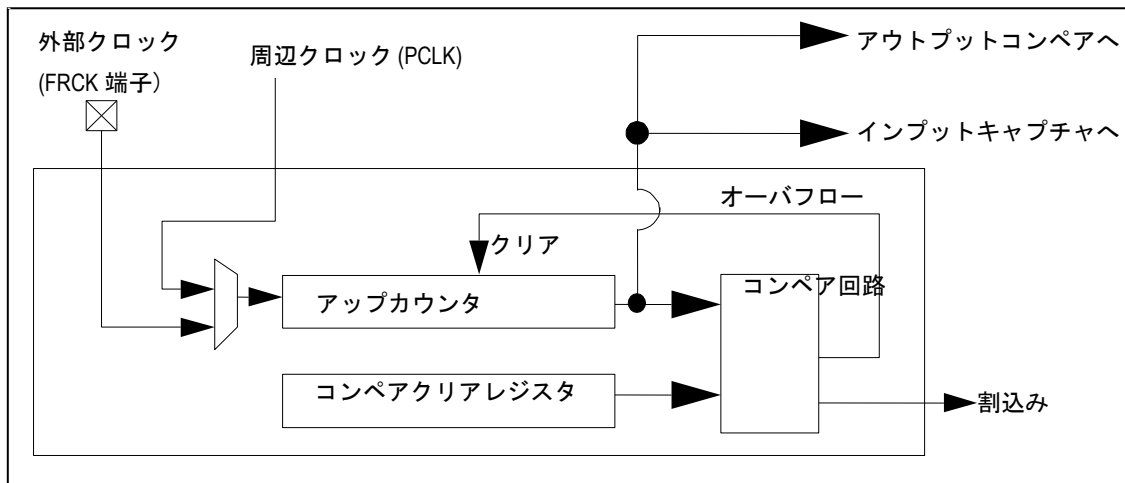 外部クロック
(FRCK 端子)
周辺クロック (PCLK)
アウトプットコンペアへ
インプットキャプチャへ
オーバフロー
クリア
コンペア回路
アップカウンタ
コンペアクリアレジスタ
割込み